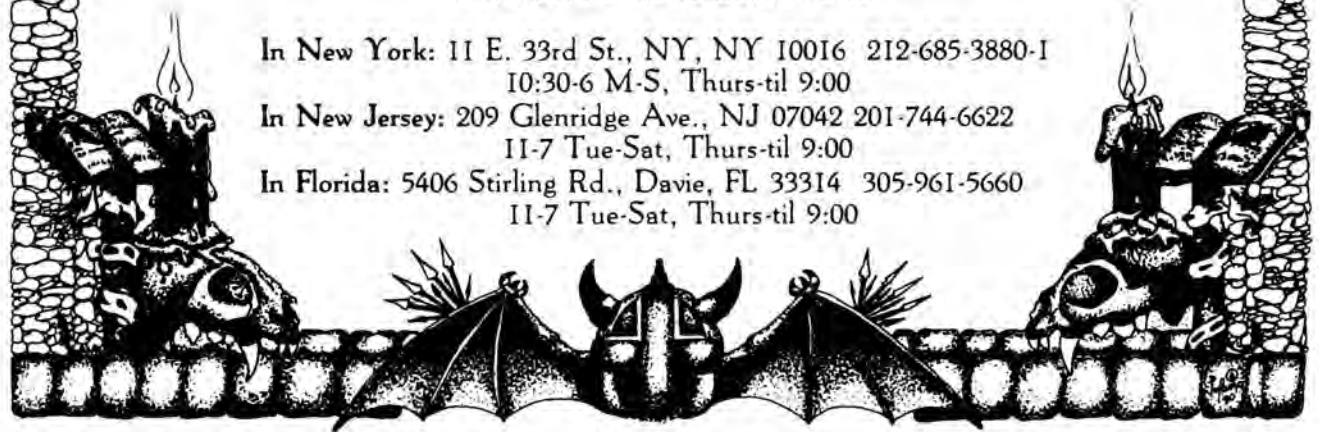 In New York: 11 E. 33rd St., NY, NY 10016 212-685-3880-1
10:30-6 M-S, Thurs-til 9:00
In New Jersey: 209 Glenridge Ave., NJ 07042 201-744-6622
11-7 Tue-Sat, Thurs-til 9:00
In Florida: 5406 Stirling Rd., Davie, FL 33314 305-961-5660
11-7 Tue-Sat, Thurs-til 9:00